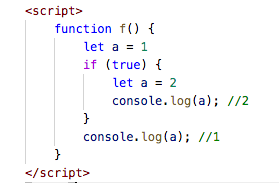 <script>
    function f() {
        let a = 1
        if (true) {
            let a = 2
            console.log(a); //2
        }
        console.log(a); //1
    }
</script>